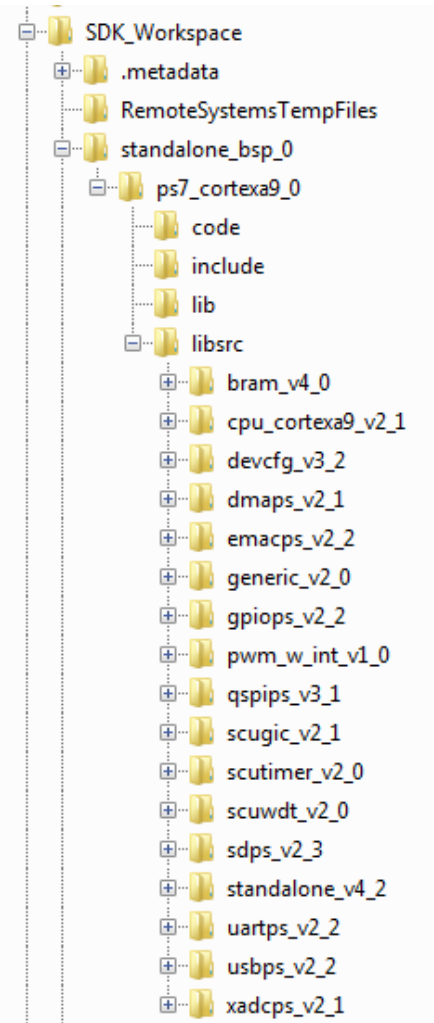 SDK_Workspace
.metadata
RemoteSystemsTempFiles
standalone_bsp_0
ps7_cortexa9_0
code
include
lib
libsrc
bram_v4_0
cpu_cortexa9_v2_1
devcfg_v3_2
dmaps_v2_1
emacps_v2_2
generic_v2_0
gpiops_v2_2
pwm_w_int_v1_0
qspips_v3_1
scugic_v2_1
scutimer_v2_0
scuwdt_v2_0
sdps_v2_3
standalone_v4_2
uartps_v2_2
usbps_v2_2
xadcps_v2_1